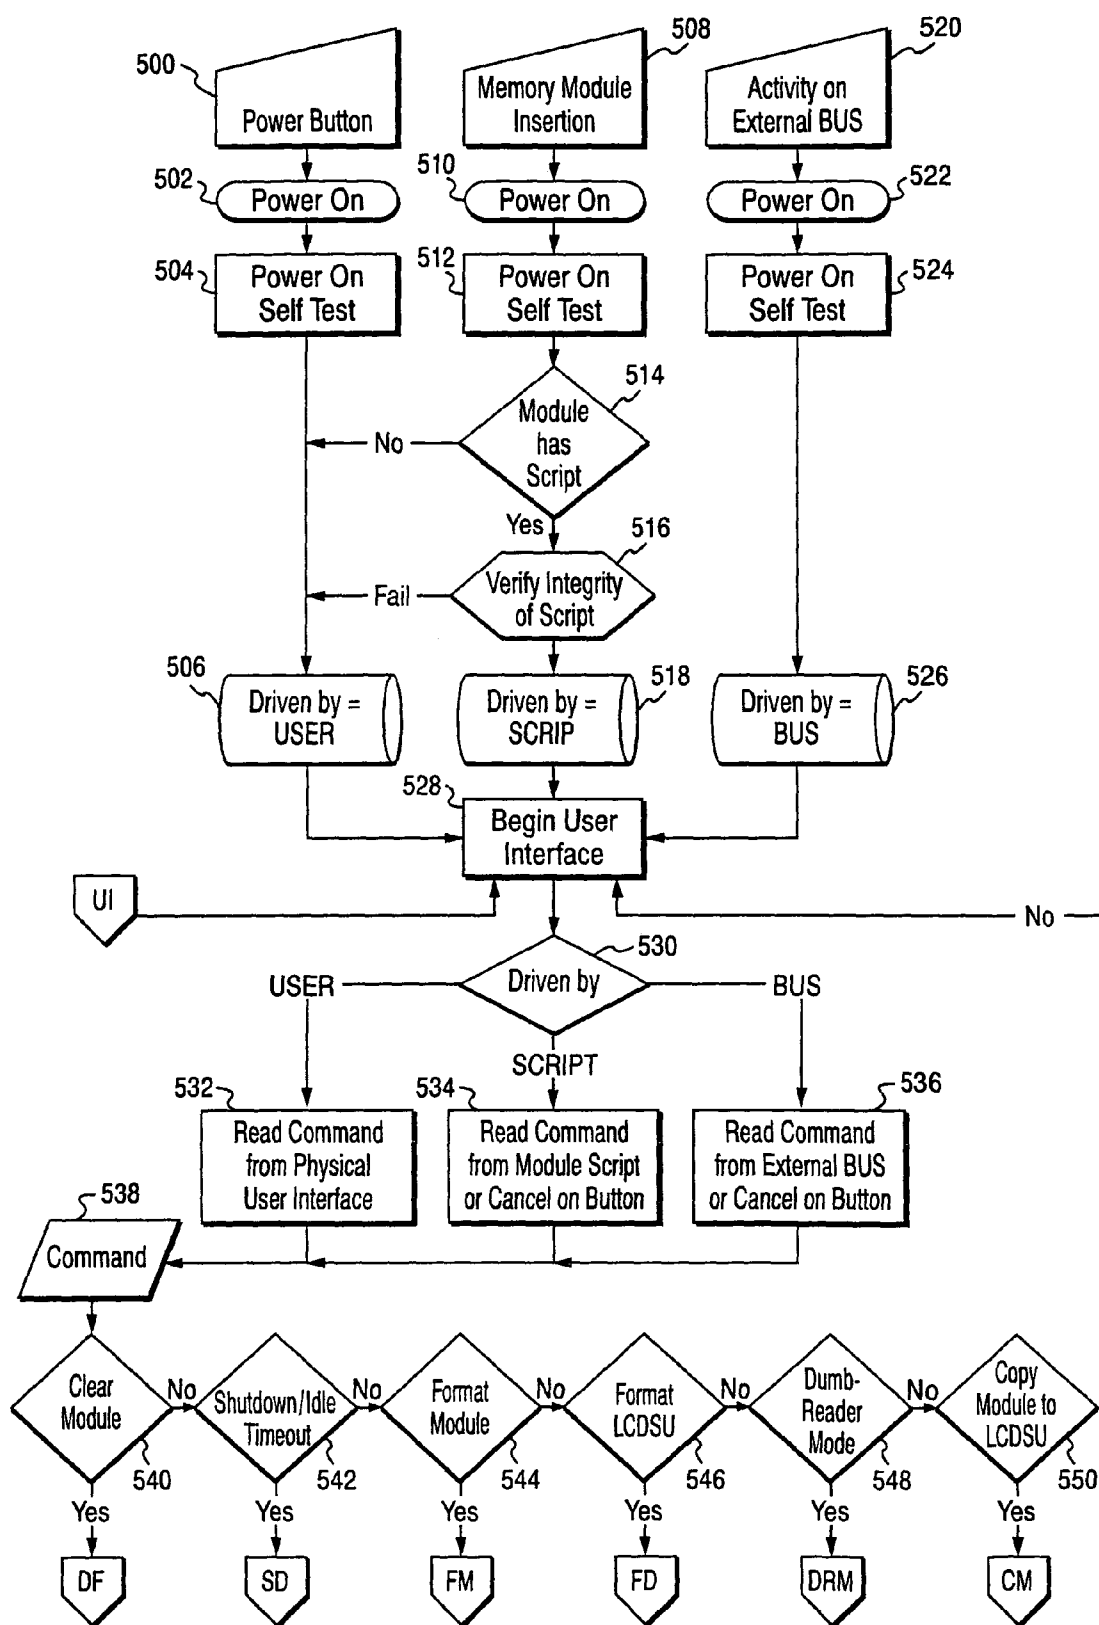 500
Power Button
508
Memory Module
Insertion
520
Activity on
External BUS
502
Power On
510
Power On
522
Power On
504
Power On
Self Test
512
Power On
Self Test
524
Power On
Self Test
514
Module
has
Script
No
Yes
516
Verify Integrity
of Script
Fail
506
Driven by =
USER
518
Driven by =
SCRIP
526
Driven by =
BUS
528
Begin User
Interface
UI
No
530
Driven by
USER
BUS
SCRIPT
532
Read Command
from Physical
User Interface
534
Read Command
from Module Script
or Cancel on Button
536
Read Command
from External BUS
or Cancel on Button
538
Command
Clear
Module
540
No
Shutdown/Idle
Timeout
542
No
Format
Module
544
No
Format
LCDSU
546
No
Dumb-
Reader
Mode
548
No
Copy
Module to
LCDSU
550
Yes
Yes
Yes
Yes
Yes
Yes
DF
SD
FM
FD
DRM
CM